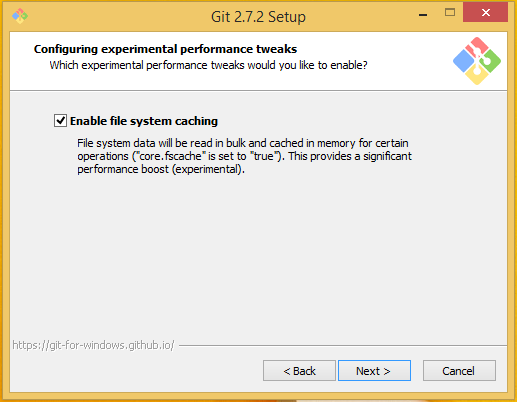 Git 2.7.2 Setup
Configuring experimental performance tweaks
Which experimental performance tweaks would you like to enable?
Enable file system caching
File system data will be read in bulk and cached in memory for certain
operations ("core.fscache" is set to "true"). This provides a significant
performance boost (experimental).
https://git-for-windows.github.io/
< Back Next > Cancel